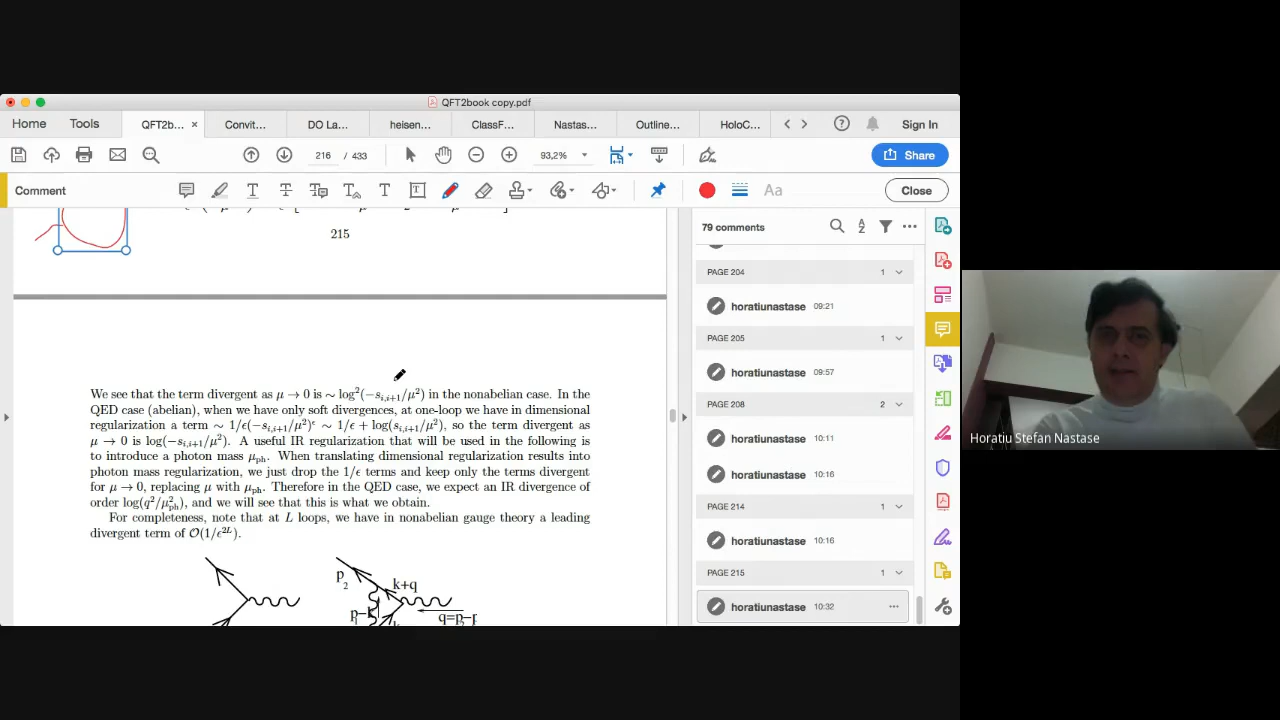 QFT2book copy.pdf
Home Tools QFT2b... × Convit... DO La... heisen... ClassF... Nastas... Outline... HoloC... Sign In
216 / 433 93,2% Share
Comment Aa Close
215
79 comments
PAGE 204 1
horatiunastase 09:21
PAGE 205 1
horatiunastase 09:57
PAGE 208 2
horatiunastase 10:11
horatiunastase 10:16
PAGE 214 1
horatiunastase 10:16
PAGE 215 1
horatiunastase 10:32 ...
We see that the term divergent as μ → 0 is ∼ log²(−s_{i,i+1}/μ²) in the nonabelian case. In the
QED case (abelian), when we have only soft divergences, at one-loop we have in dimensional
regularization a term ∼ 1/ϵ(−s_{i,i+1}/μ²)^ϵ ∼ 1/ϵ + log(s_{i,i+1}/μ²), so the term divergent as
μ → 0 is log(−s_{i,i+1}/μ²). A useful IR regularization that will be used in the following is
to introduce a photon mass μ_ph. When translating dimensional regularization results into
photon mass regularization, we just drop the 1/ϵ terms and keep only the terms divergent
for μ → 0, replacing μ with μ_ph. Therefore in the QED case, we expect an IR divergence of
order log(q²/μ²_ph), and we will see that this is what we obtain.
For completeness, note that at L loops, we have in nonabelian gauge theory a leading
divergent term of O(1/ϵ^{2L}).
p₂
k+q
Horatiu Stefan Nastase